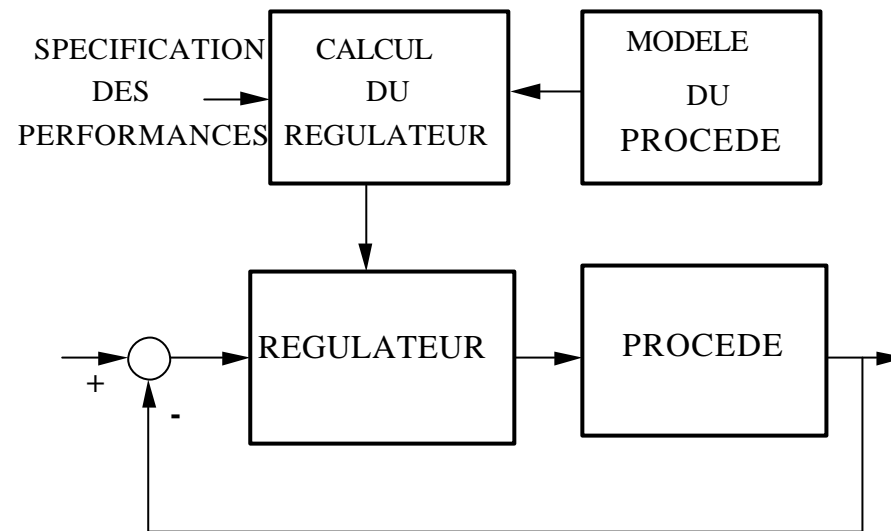 SPECIFICATION
DES
PERFORMANCES
CALCUL
DU
REGULATEUR
MODELE
DU
PROCEDE
REGULATEUR
PROCEDE
+
-